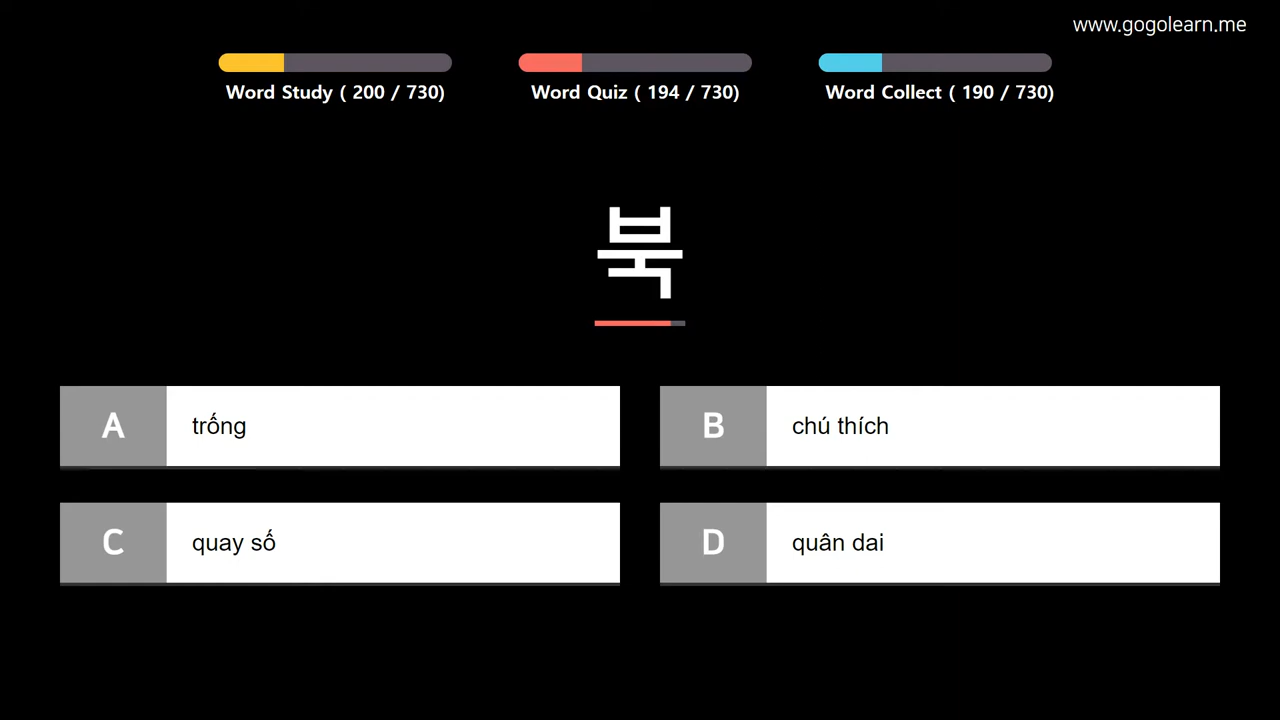 www.gogolearn.me
Word Study ( 200 / 730)
Word Quiz ( 194 / 730)
Word Collect ( 190 / 730)
북
A trống
B chú thích
C quay số
D quân dai